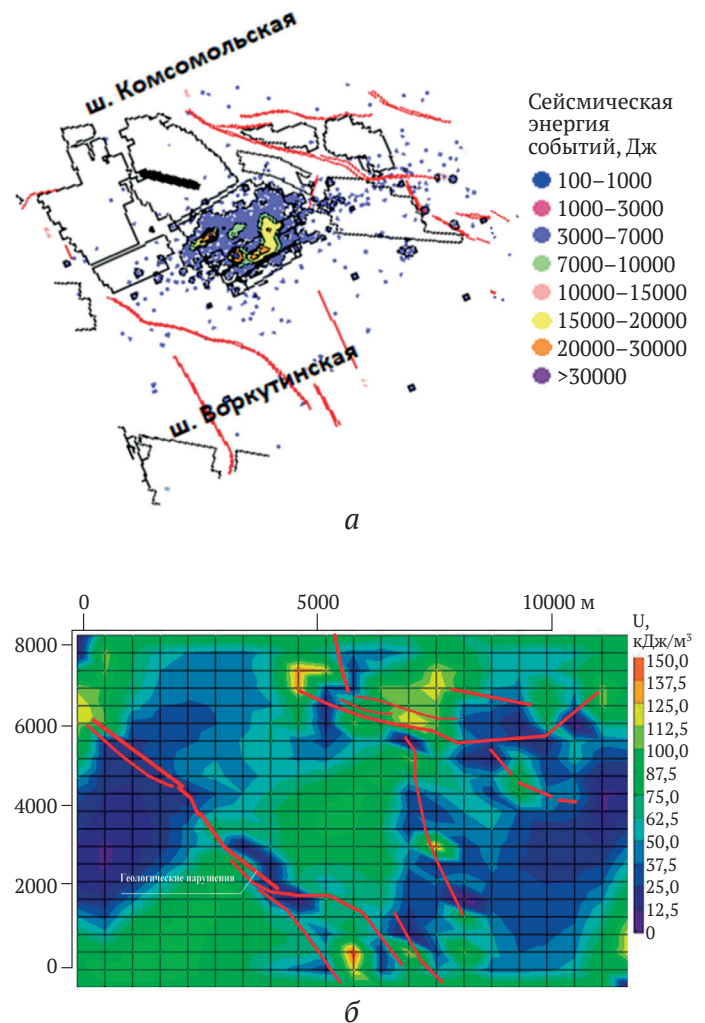 ш. Комсомольская
Сейсмическая
энергия
событий, Дж
100–1000
1000–3000
3000–7000
7000–10000
10000–15000
15000–20000
20000–30000
>30000
ш. Воркутинская
а
0 5000 10000 м
U,
кДж/м³
8000
6000
4000
2000
0
150,0
137,5
125,0
112,5
100,0
87,5
75,0
62,5
50,0
37,5
25,0
12,5
0
Геологические нарушения
б